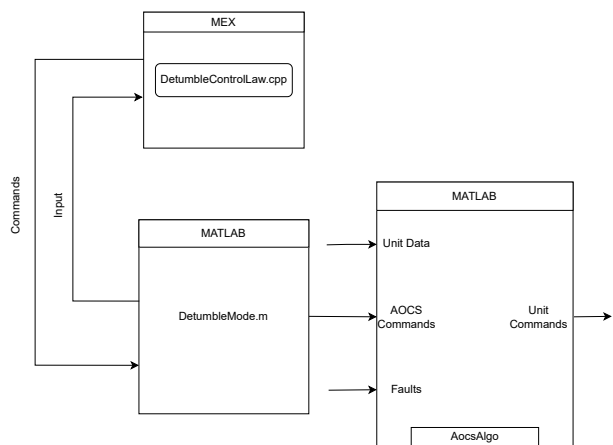 MEX
DetumbleControlLaw.cpp
Commands
Input
MATLAB
DetumbleMode.m
MATLAB
Unit Data
AOCS
Commands
Faults
Unit
Commands
AocsAlgo